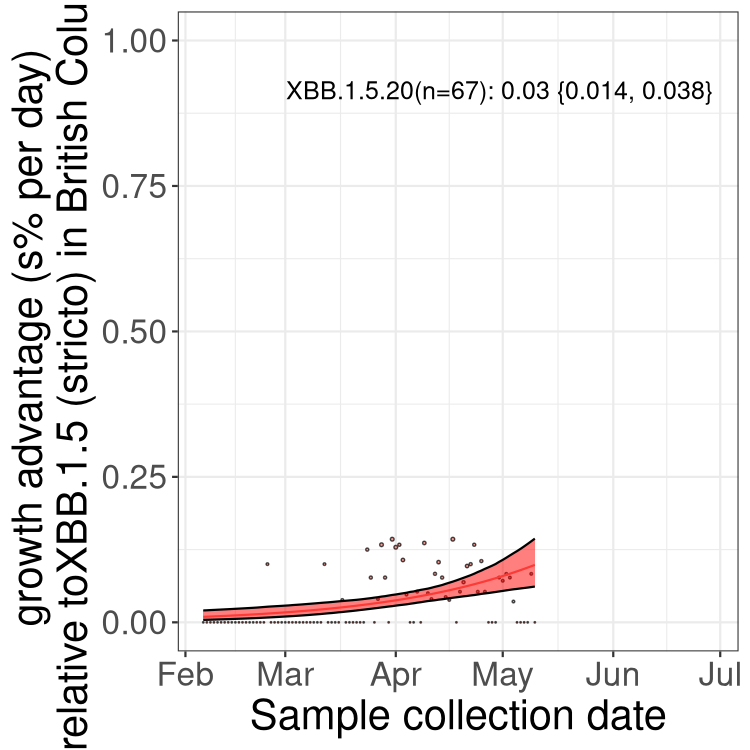 growth advantage (s% per day)
relative toXBB.1.5 (stricto) in British Colu
1.00
0.75
0.50
0.25
0.00
XBB.1.5.20(n=67): 0.03 {0.014, 0.038}
Feb Mar Apr May Jun Jul
Sample collection date